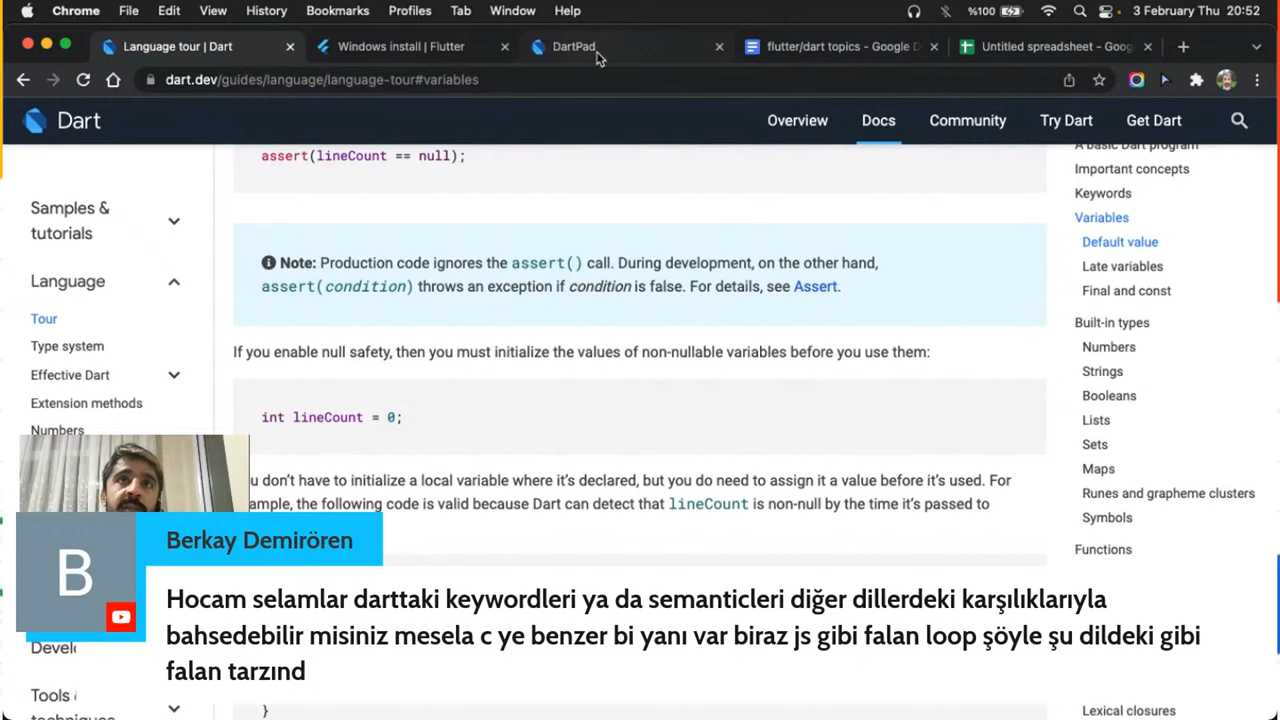 Chrome File Edit View History Bookmarks Profiles Tab Window Help %100 3 February Thu 20:52
Language tour | Dart Windows install | Flutter DartPad flutter/dart topics - Google D Untitled spreadsheet - Goog
dart.dev/guides/language/language-tour#variables
Dart Overview Docs Community Try Dart Get Dart
Samples &
tutorials
Language
Tour
Type system
Effective Dart
Extension methods
Numbers
Develo
Tools &
techniques
assert(lineCount == null);
Note: Production code ignores the assert() call. During development, on the other hand,
assert(condition) throws an exception if condition is false. For details, see Assert.
If you enable null safety, then you must initialize the values of non-nullable variables before you use them:
int lineCount = 0;
u don't have to initialize a local variable where it's declared, but you do need to assign it a value before it's used. For
ample, the following code is valid because Dart can detect that lineCount is non-null by the time it's passed to
}
A basic Dart program
Important concepts
Keywords
Variables
Default value
Late variables
Final and const
Built-in types
Numbers
Strings
Booleans
Lists
Sets
Maps
Runes and grapheme clusters
Symbols
Functions
Lexical closures
B
Berkay Demirören
Hocam selamlar darttaki keywordleri ya da semanticleri diğer dillerdeki karşılıklarıyla
bahsedebilir misiniz mesela c ye benzer bi yanı var biraz js gibi falan loop şöyle şu dildeki gibi
falan tarzınd